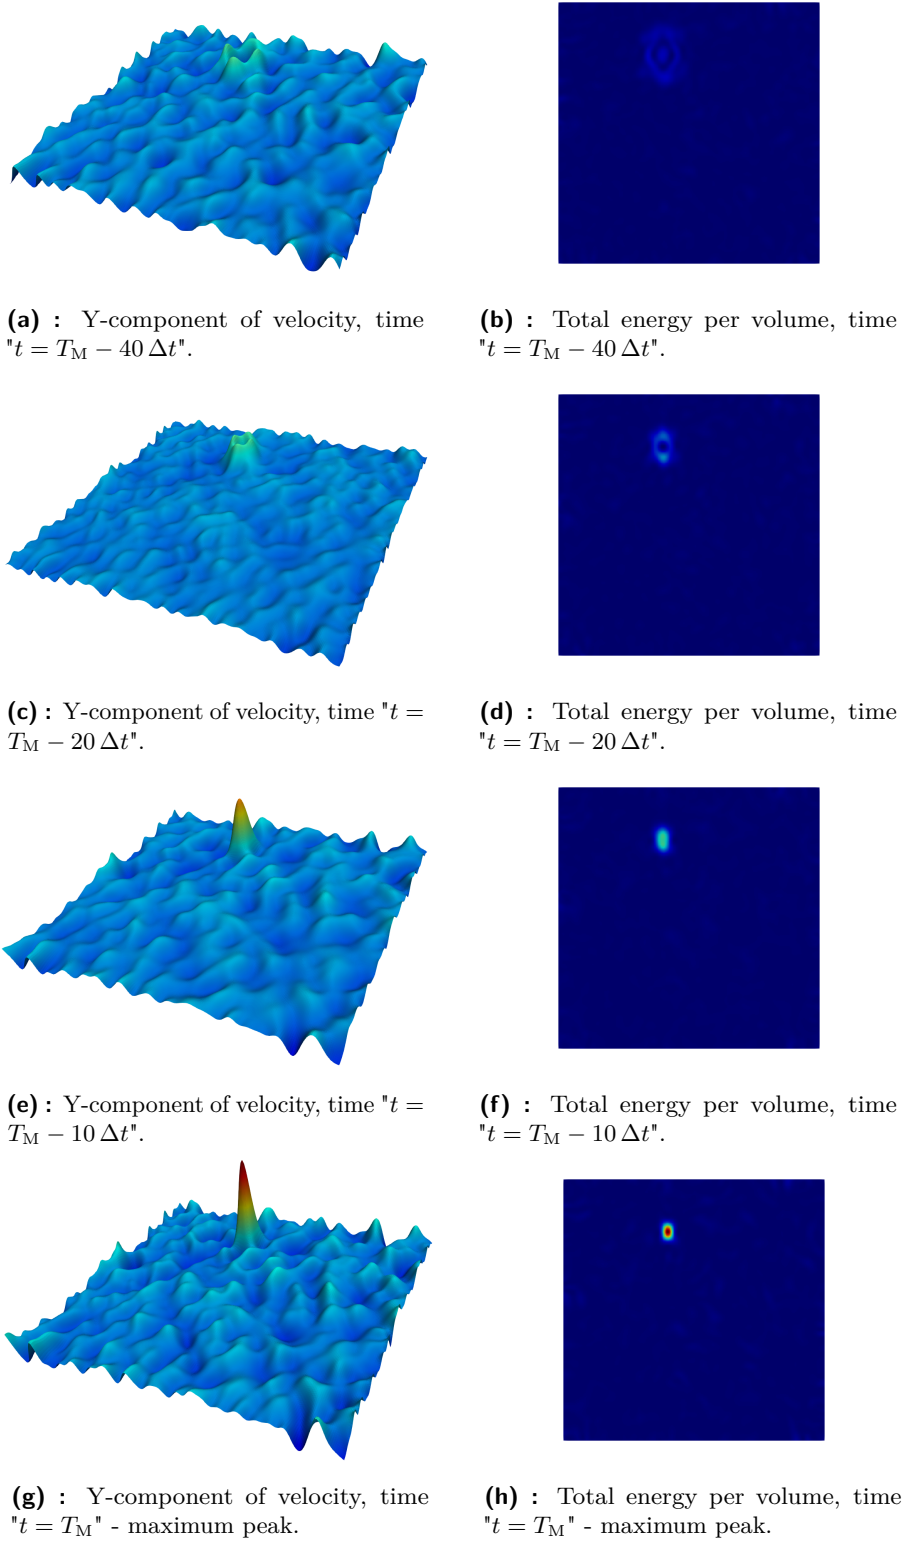 (a) : Y-component of velocity, time
"t = T_M − 40 Δt".
(b) : Total energy per volume, time
"t = T_M − 40 Δt".
(c) : Y-component of velocity, time "t =
T_M − 20 Δt".
(d) : Total energy per volume, time
"t = T_M − 20 Δt".
(e) : Y-component of velocity, time "t =
T_M − 10 Δt".
(f) : Total energy per volume, time
"t = T_M − 10 Δt".
(g) : Y-component of velocity, time
"t = T_M" - maximum peak.
(h) : Total energy per volume, time
"t = T_M" - maximum peak.